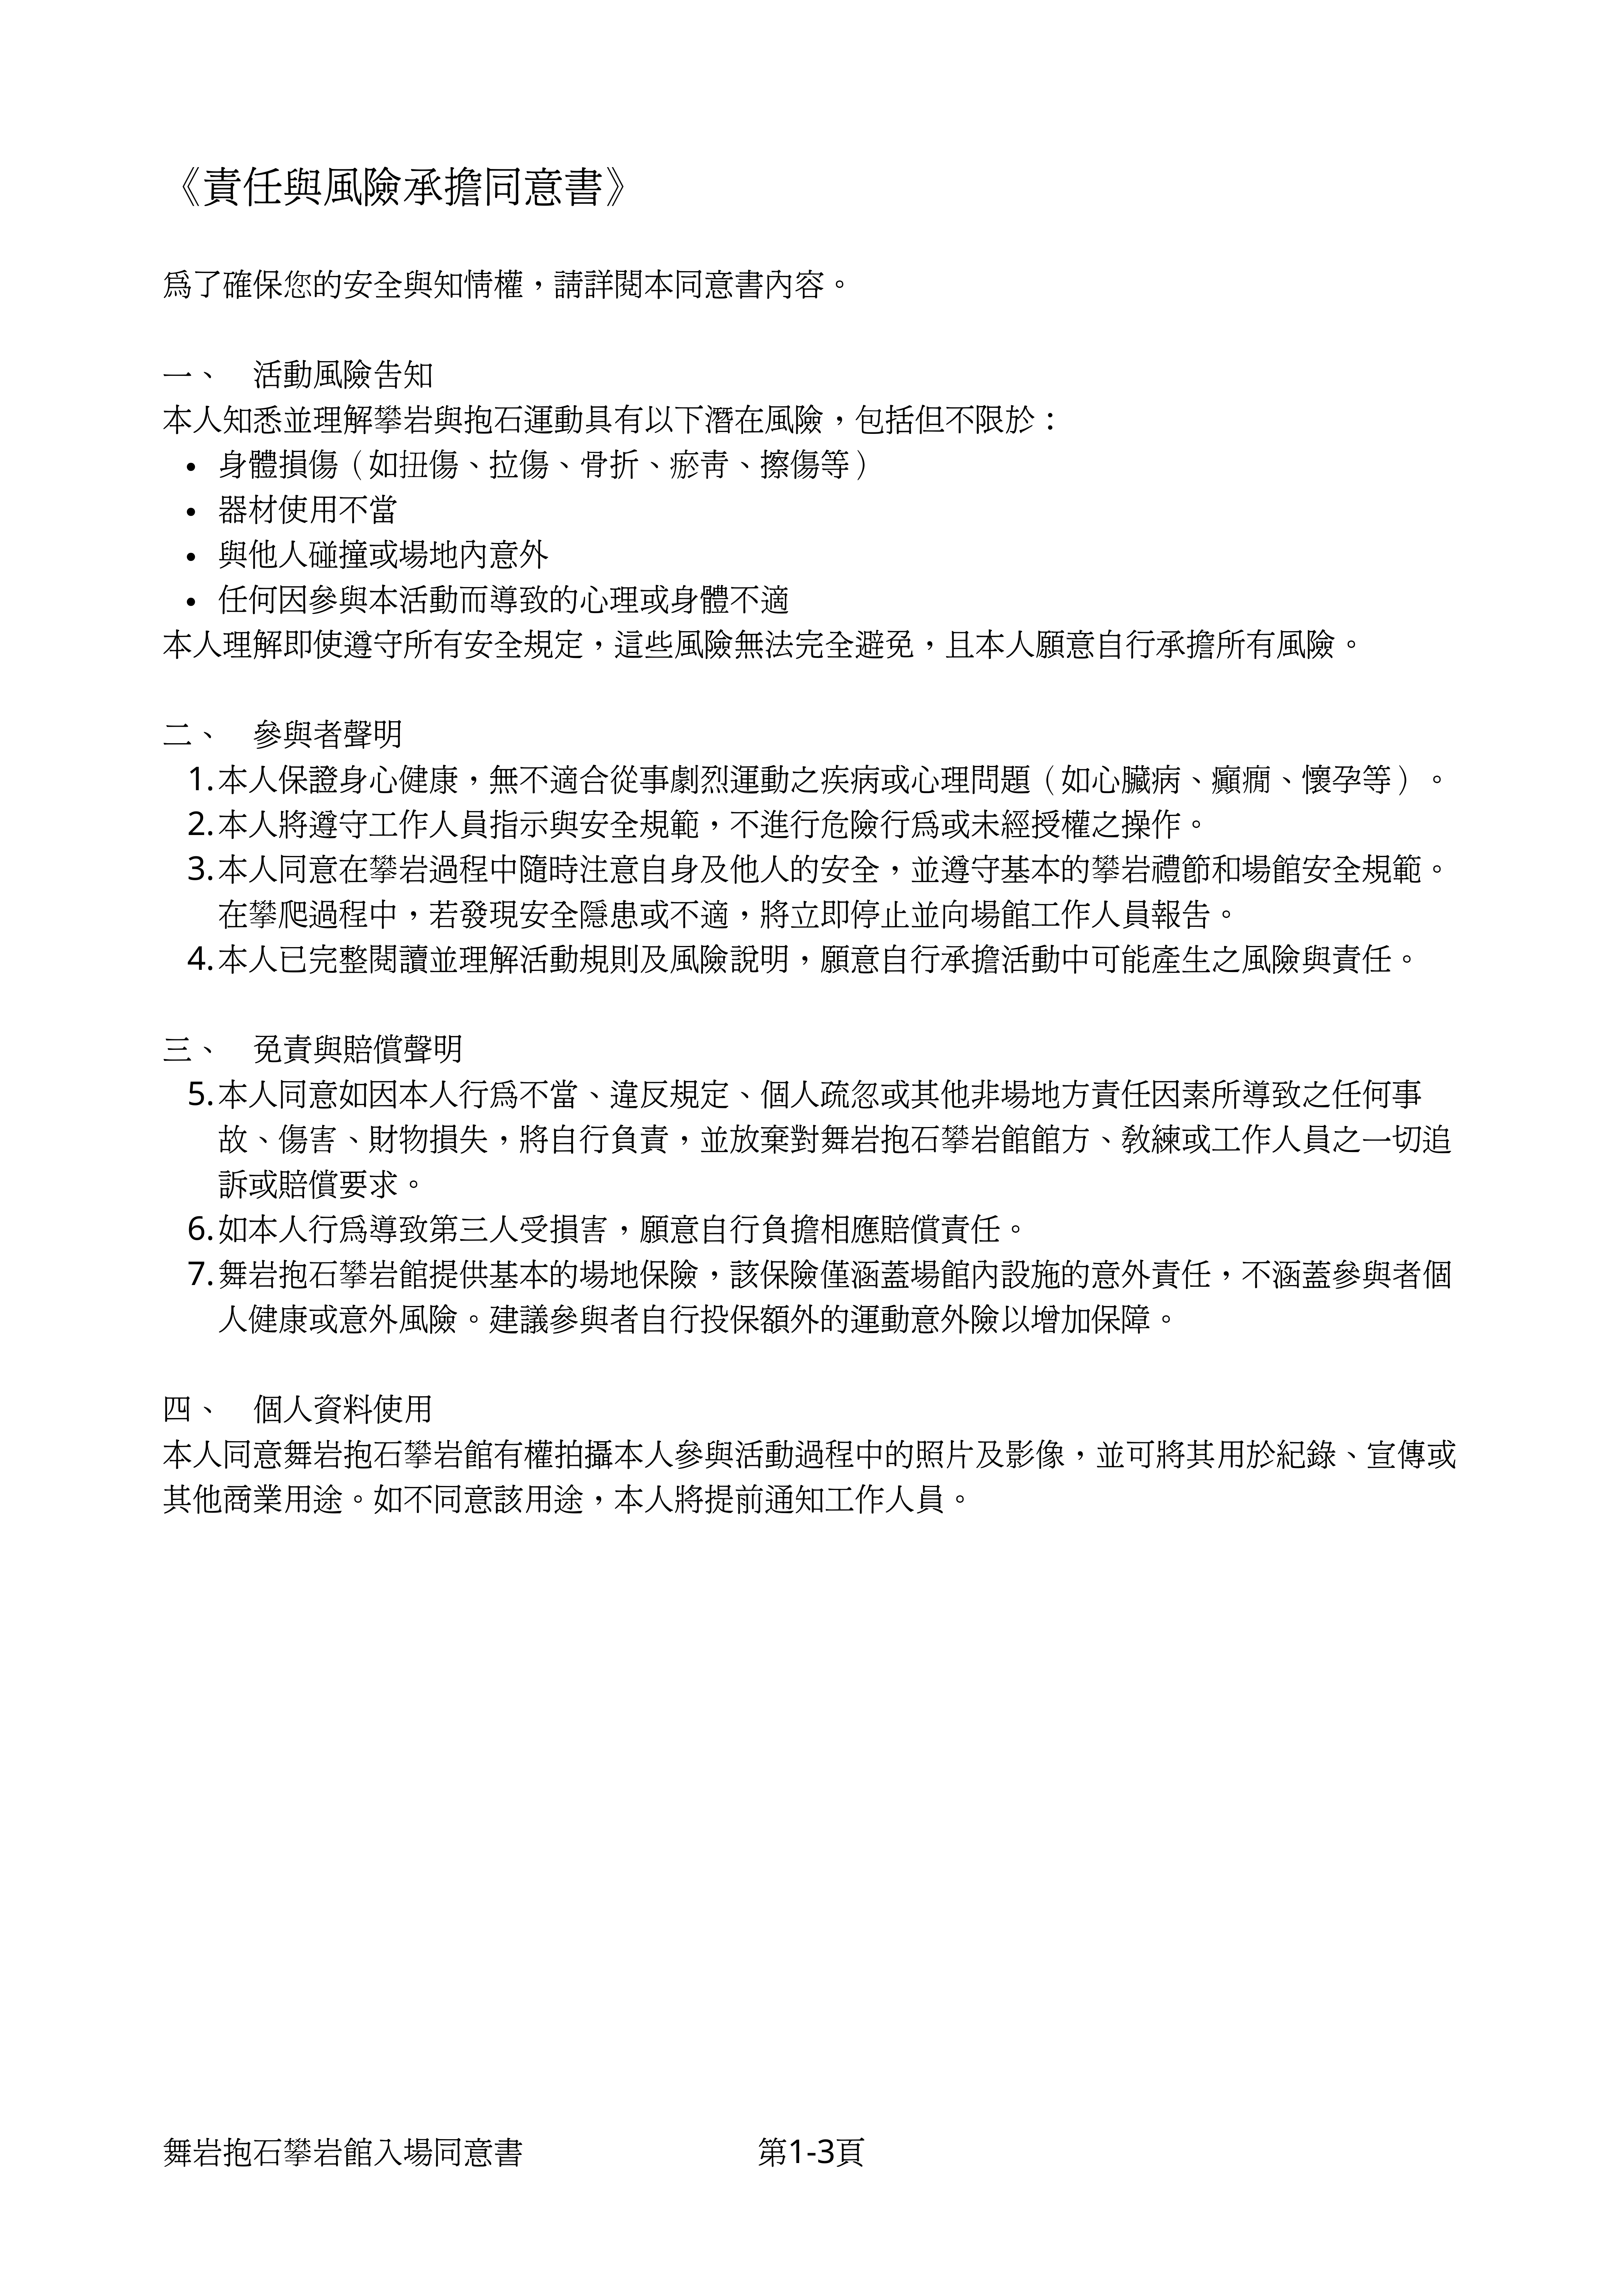 《責任與風險承擔同意書》
爲了確保您的安全與知情權，請詳閱本同意書內容。
一、　活動風險告知
本人知悉並理解攀岩與抱石運動具有以下潛在風險，包括但不限於：
• 身體損傷（如扭傷、拉傷、骨折、瘀靑、擦傷等）
• 器材使用不當
• 與他人碰撞或場地內意外
• 任何因參與本活動而導致的心理或身體不適
本人理解即使遵守所有安全規定，這些風險無法完全避免，且本人願意自行承擔所有風險。
二、　參與者聲明
1. 本人保證身心健康，無不適合從事劇烈運動之疾病或心理問題（如心臟病、癲癇、懷孕等）。
2. 本人將遵守工作人員指示與安全規範，不進行危險行爲或未經授權之操作。
3. 本人同意在攀岩過程中隨時注意自身及他人的安全，並遵守基本的攀岩禮節和場館安全規範。
在攀爬過程中，若發現安全隱患或不適，將立即停止並向場館工作人員報告。
4. 本人已完整閱讀並理解活動規則及風險說明，願意自行承擔活動中可能產生之風險與責任。
三、　免責與賠償聲明
5. 本人同意如因本人行爲不當、違反規定、個人疏忽或其他非場地方責任因素所導致之任何事
故、傷害、財物損失，將自行負責，並放棄對舞岩抱石攀岩館館方、敎練或工作人員之一切追
訴或賠償要求。
6. 如本人行爲導致第三人受損害，願意自行負擔相應賠償責任。
7. 舞岩抱石攀岩館提供基本的場地保險，該保險僅涵蓋場館內設施的意外責任，不涵蓋參與者個
人健康或意外風險。建議參與者自行投保額外的運動意外險以增加保障。
四、　個人資料使用
本人同意舞岩抱石攀岩館有權拍攝本人參與活動過程中的照片及影像，並可將其用於紀錄、宣傳或
其他商業用途。如不同意該用途，本人將提前通知工作人員。
舞岩抱石攀岩館入場同意書　第1-3頁